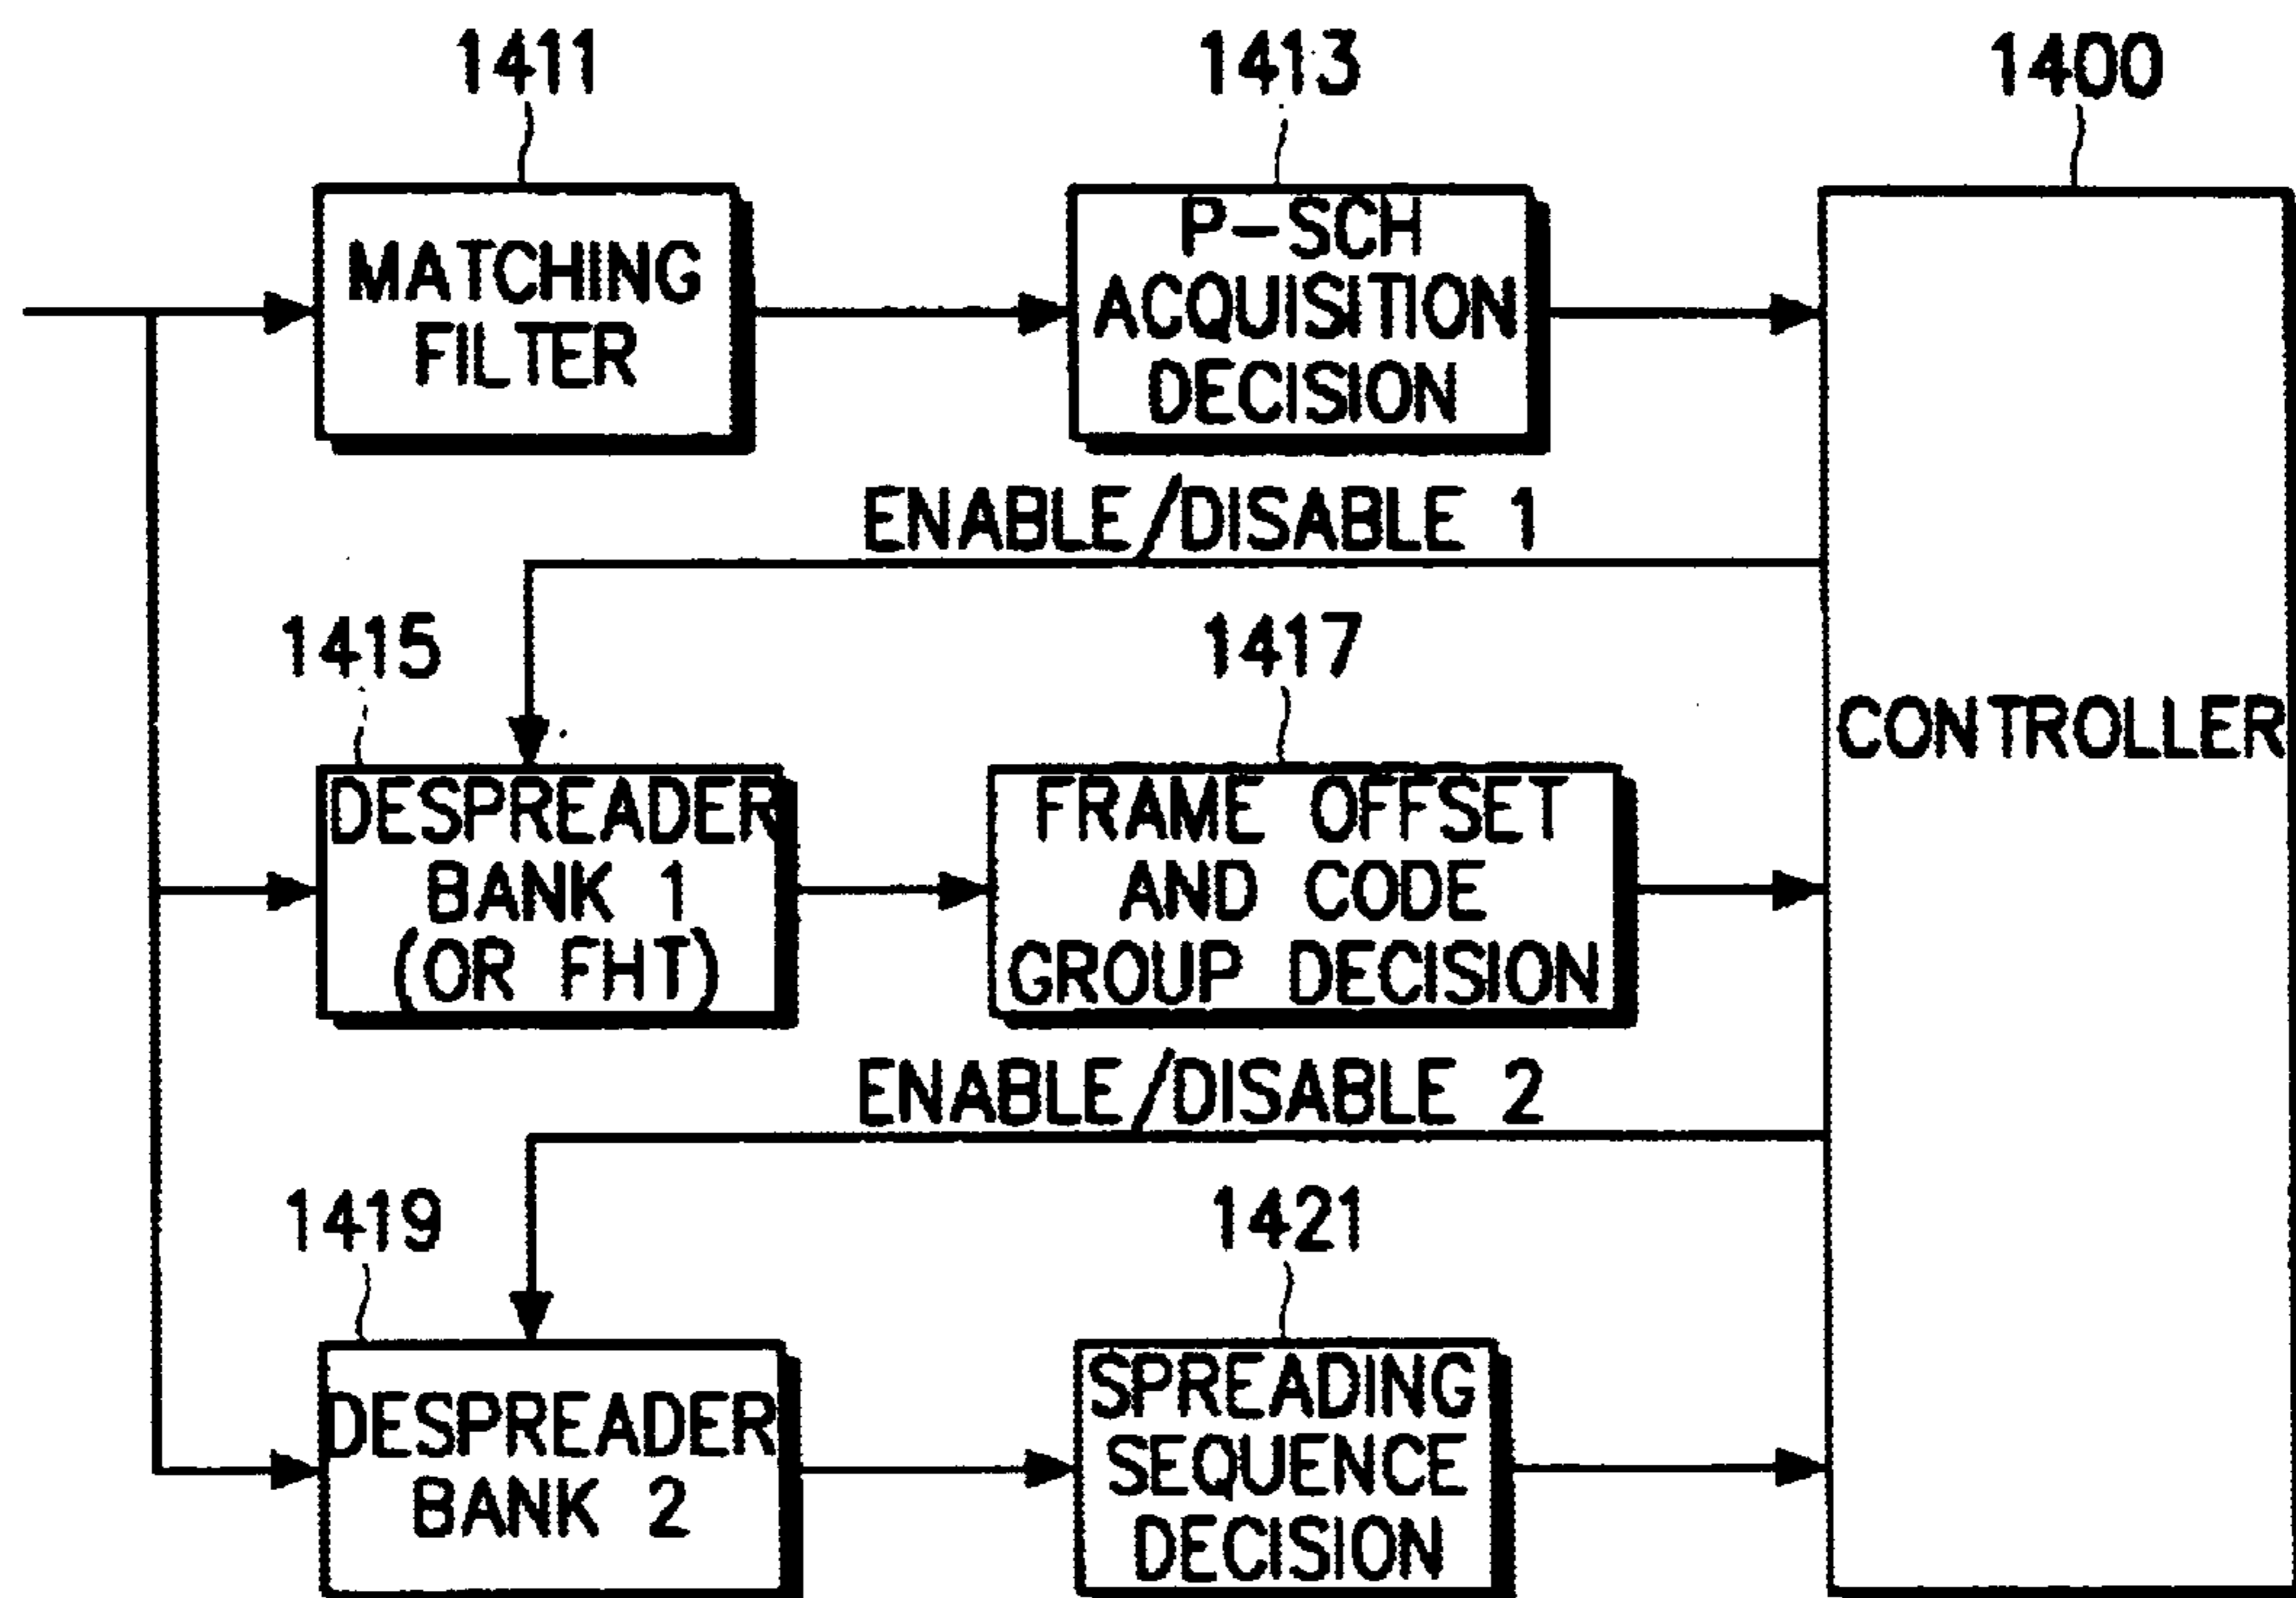 1411
1413
1400
MATCHING
FILTER
P-SCH
ACQUISITION
DECISION
ENABLE/DISABLE 1
1415
1417
CONTROLLER
DESPREADER
BANK 1
(OR FHT)
FRAME OFFSET
AND CODE
GROUP DECISION
ENABLE/DISABLE 2
1419
1421
DESPREADER
BANK 2
SPREADING
SEQUENCE
DECISION